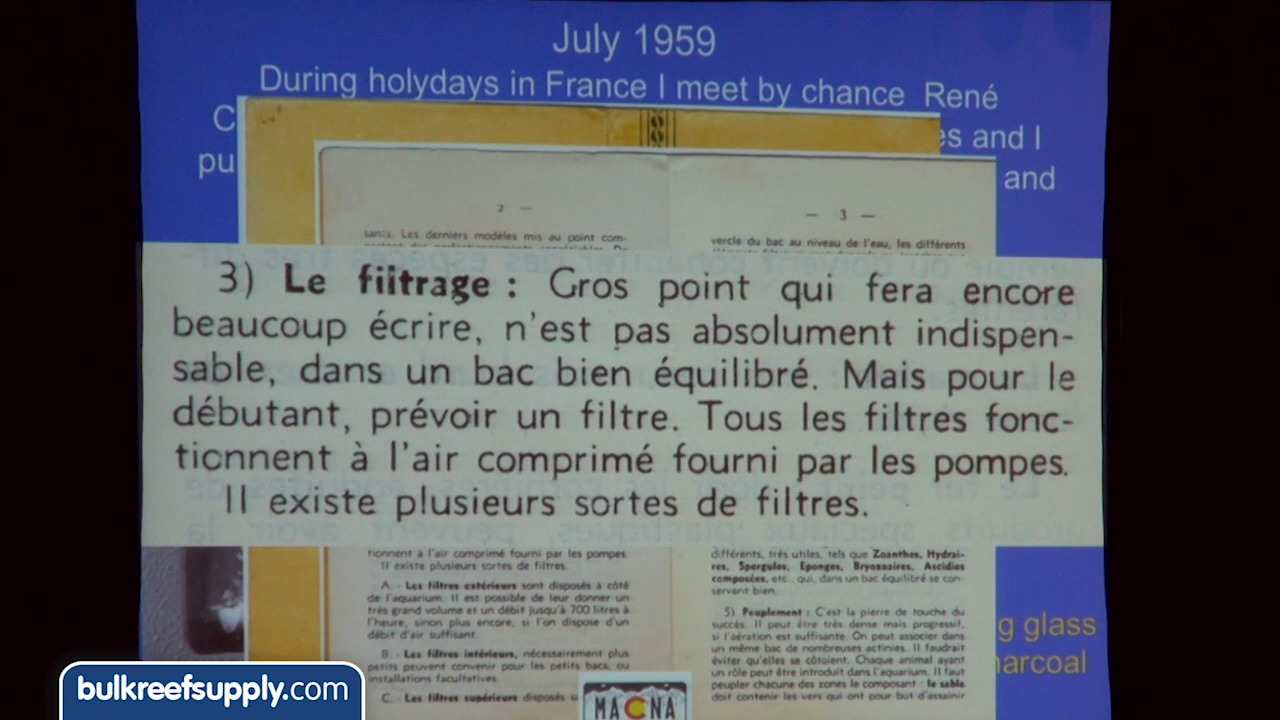 July 1959
During holydays in France I meet by chance René
C
es and I
pu
and
2 —
— 3 —
sants. Les derniers modèles mis au point com-
vercle du bac au niveau de l'eau, les différents
3) Le fiitrage : Gros point qui fera encore
beaucoup écrire, n'est pas absolument indispen-
sable, dans un bac bien équilibré. Mais pour le
débutant, prévoir un filtre. Tous les filtres fonc-
tionnent à l'air comprimé fourni par les pompes.
Il existe plusieurs sortes de filtres.
tionnent à l'air comprimé fourni par les pompes
Il existe plusieurs sortes de filtres.
A. - Les filtres extérieurs sont disposés à côté
de l'aquarium. Il est possible de leur donner un
très grand volume et un débit jusqu'à 700 litres à
l'heure, sinon plus encore, si l'on dispose d'un
débit d'air suffisant.
B - Les filtres intérieurs, nécessairement plus
petits peuvent convenir pour les petits bacs, ou
installations facultatives.
C. - Les filtres supérieurs disposés
différents, très utiles, tels que Zoanthes, Hydrai-
res, Spergules, Eponges, Bryozoaires, Ascidies
composées, etc., qui, dans un bac équilibré se con-
servent bien.
5) Peuplement : C'est la pierre de touche du
succès. Il peut être très dense mais progressif,
si l'aération est suffisante. On peut associer dans
un même bac de nombreuses actinies. Il faudrait
éviter qu'elles se côtoient. Chaque animal ayant
un rôle peut être introduit dans l'aquarium. Il faut
peupler chacune des zones le composant : le sable
doit contenir les vers qui ont pour but d'assainir
g glass
harcoal
MACNA
bulkreefsupply.com